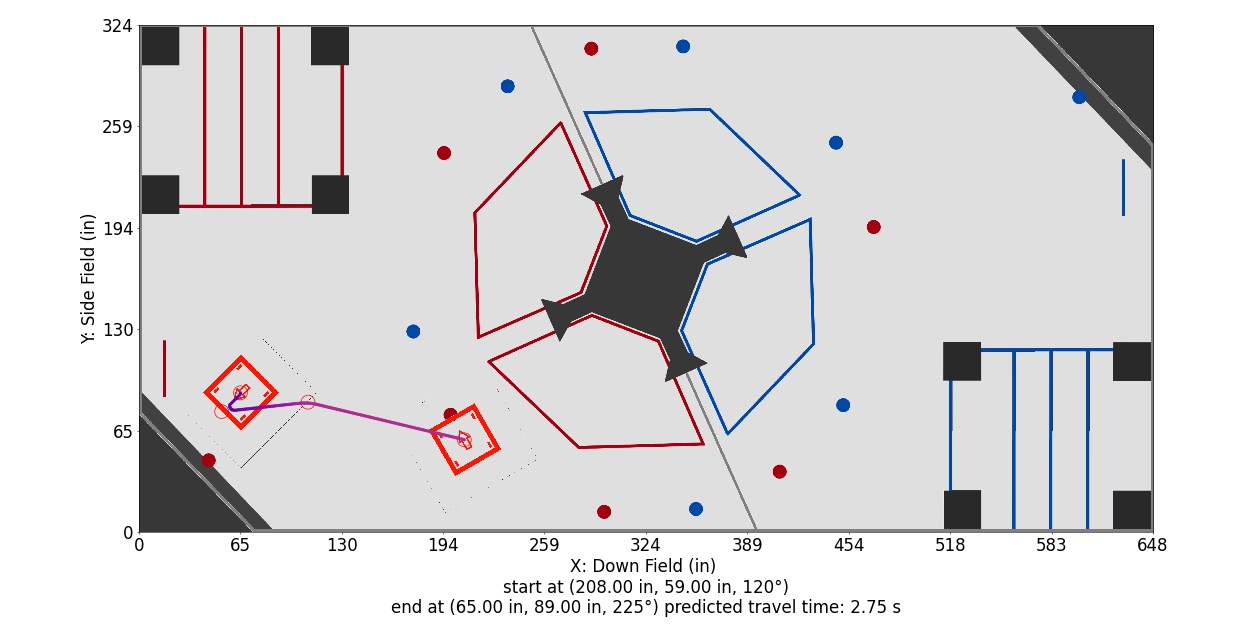 324
259
194
130
65
0
Y: Side Field (in)
0 65 130 194 259 324 389 454 518 583 648
X: Down Field (in)
start at (208.00 in, 59.00 in, 120°)
end at (65.00 in, 89.00 in, 225°) predicted travel time: 2.75 s